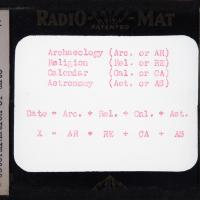 RADIO-MAT
PATENTED
Archaeology (Arc. or AR)
Religion (Rel. or RE)
Calendar (Cal. or CA)
Astronomy (Ast. or AS)
Date = Arc. + Rel. + Cal. + Ast.
X = AR + RE + CA + AS